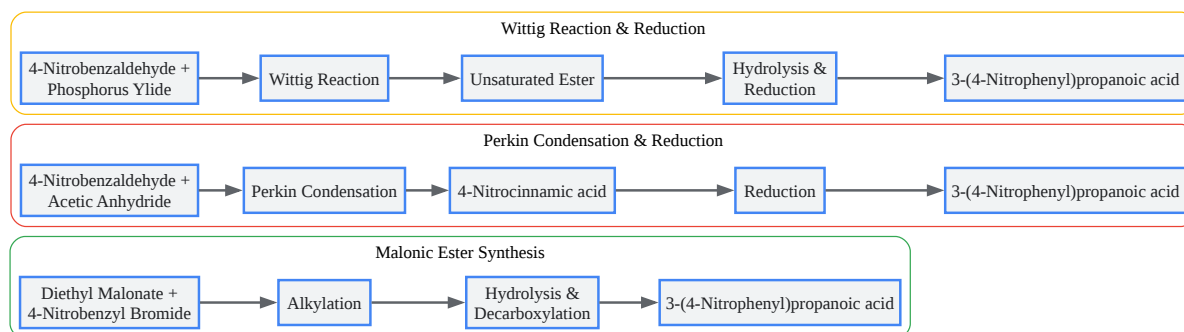 Wittig Reaction & Reduction
4-Nitrobenzaldehyde +
Phosphorus Ylide
Wittig Reaction
Unsaturated Ester
Hydrolysis &
Reduction
3-(4-Nitrophenyl)propanoic acid
Perkin Condensation & Reduction
4-Nitrobenzaldehyde +
Acetic Anhydride
Perkin Condensation
4-Nitrocinnamic acid
Reduction
3-(4-Nitrophenyl)propanoic acid
Malonic Ester Synthesis
Diethyl Malonate +
4-Nitrobenzyl Bromide
Alkylation
Hydrolysis &
Decarboxylation
3-(4-Nitrophenyl)propanoic acid